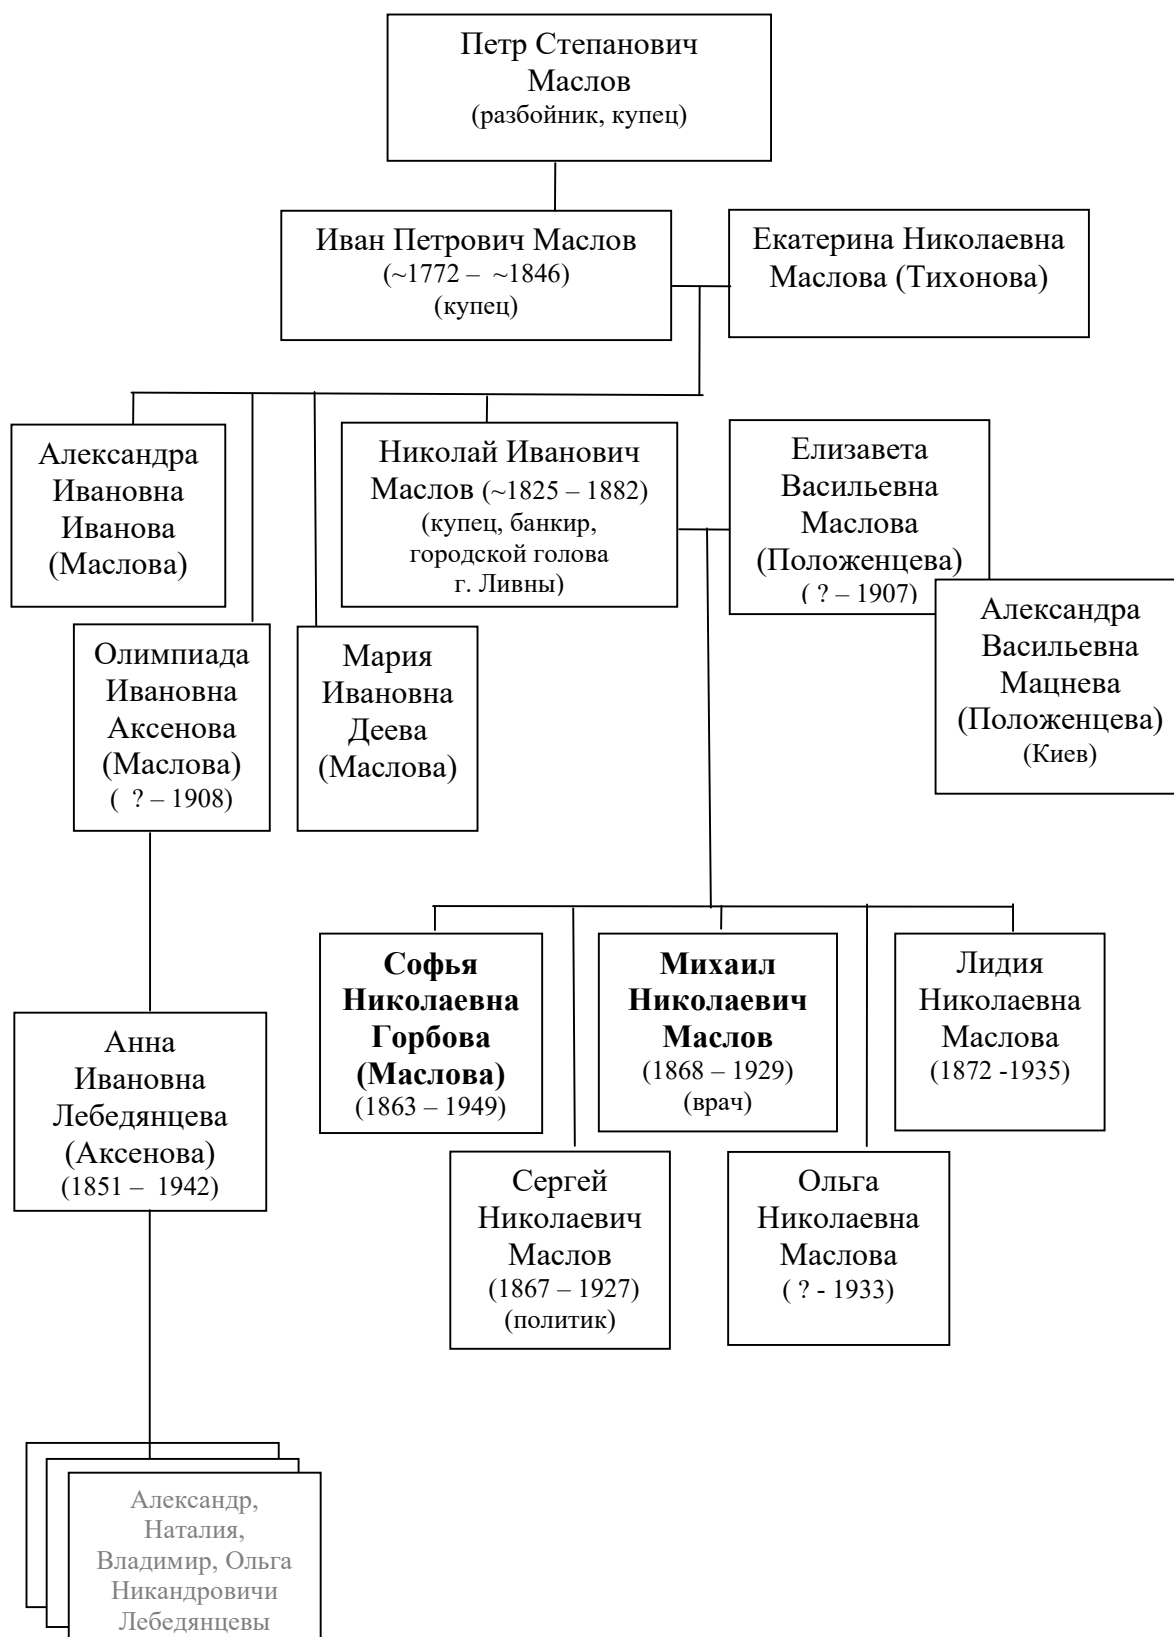 Петр Степанович
Маслов
(разбойник, купец)
Иван Петрович Маслов
(~1772 – ~1846)
(купец)
Екатерина Николаевна
Маслова (Тихонова)
Александра
Ивановна
Иванова
(Маслова)
Николай Иванович
Маслов (~1825 – 1882)
(купец, банкир,
городской голова
г. Ливны)
Елизавета
Васильевна
Маслова
(Положенцева)
( ? – 1907)
Александра
Васильевна
Мацнева
(Положенцева)
(Киев)
Олимпиада
Ивановна
Аксенова
(Маслова)
( ? – 1908)
Мария
Ивановна
Деева
(Маслова)
Софья
Николаевна
Горбова
(Маслова)
(1863 – 1949)
Михаил
Николаевич
Маслов
(1868 – 1929)
(врач)
Лидия
Николаевна
Маслова
(1872 -1935)
Анна
Ивановна
Лебедянцева
(Аксенова)
(1851 – 1942)
Сергей
Николаевич
Маслов
(1867 – 1927)
(политик)
Ольга
Николаевна
Маслова
( ? - 1933)
Александр,
Наталия,
Владимир, Ольга
Никандровичи
Лебедянцевы